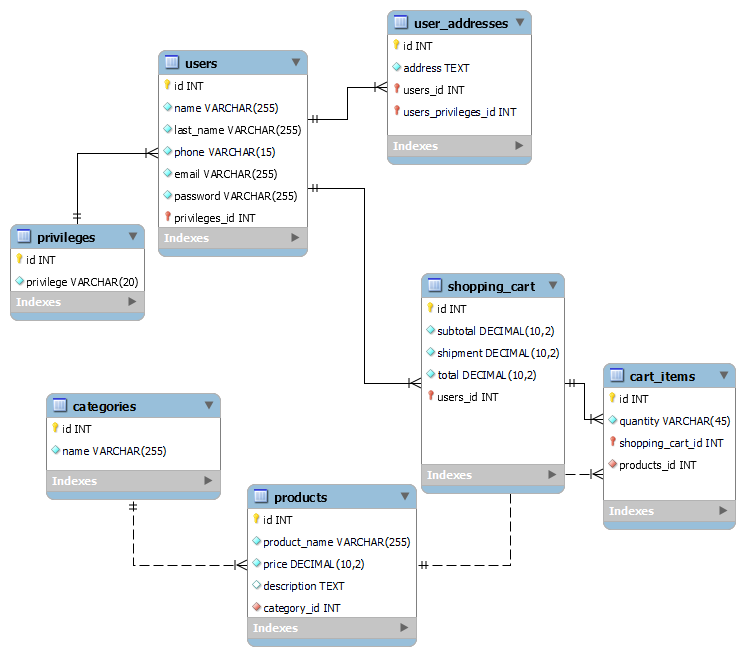 user_addresses
id INT
address TEXT
users_id INT
users_privileges_id INT
Indexes
users
id INT
name VARCHAR(255)
last_name VARCHAR(255)
phone VARCHAR(15)
email VARCHAR(255)
password VARCHAR(255)
privileges_id INT
Indexes
privileges
id INT
privilege VARCHAR(20)
Indexes
shopping_cart
id INT
subtotal DECIMAL(10,2)
shipment DECIMAL(10,2)
total DECIMAL(10,2)
users_id INT
Indexes
cart_items
id INT
quantity VARCHAR(45)
shopping_cart_id INT
products_id INT
Indexes
categories
id INT
name VARCHAR(255)
Indexes
products
id INT
product_name VARCHAR(255)
price DECIMAL(10,2)
description TEXT
category_id INT
Indexes